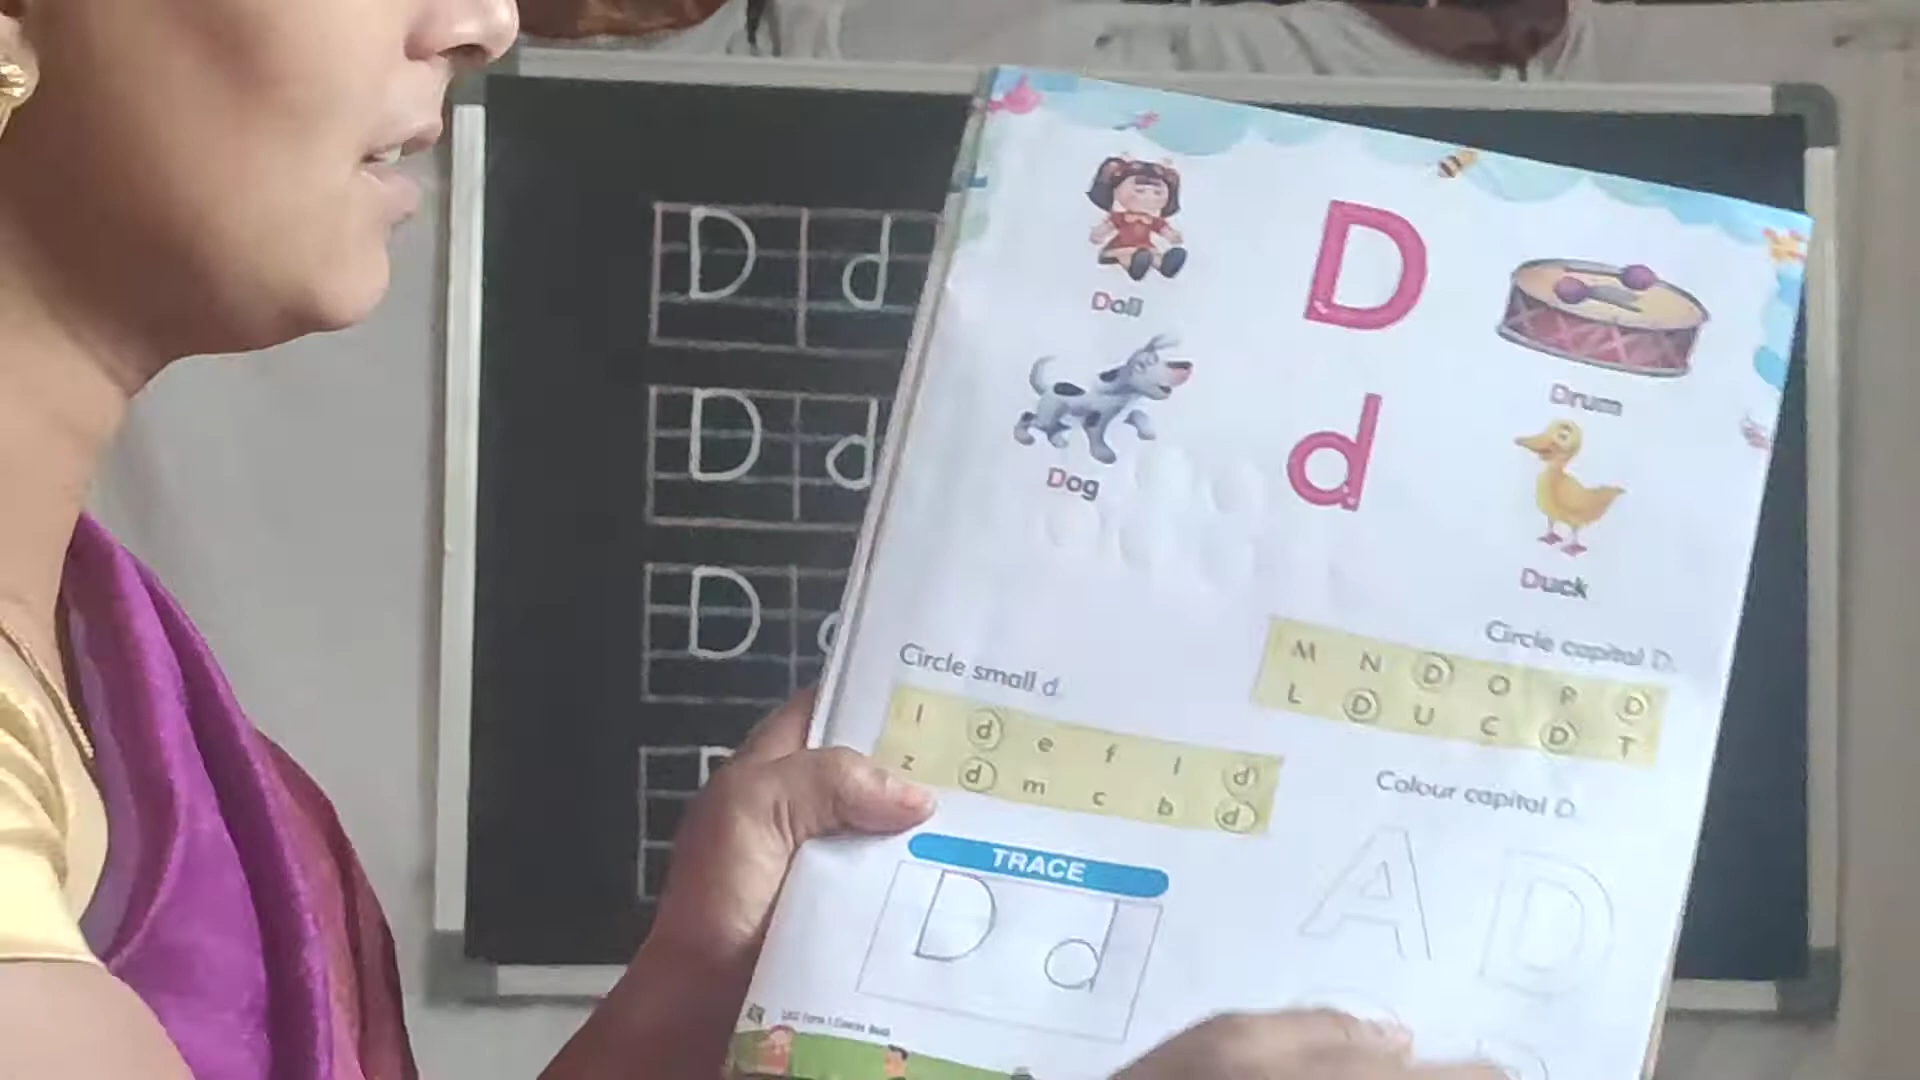 D d
D d
D
D
Doll
D
Drum
Dog
d
Duck
Circle small d
l d e f l d
z d m c b d
Circle capital D.
M N D O P D
L D U C D T
TRACE
D d
Colour capital D
A D